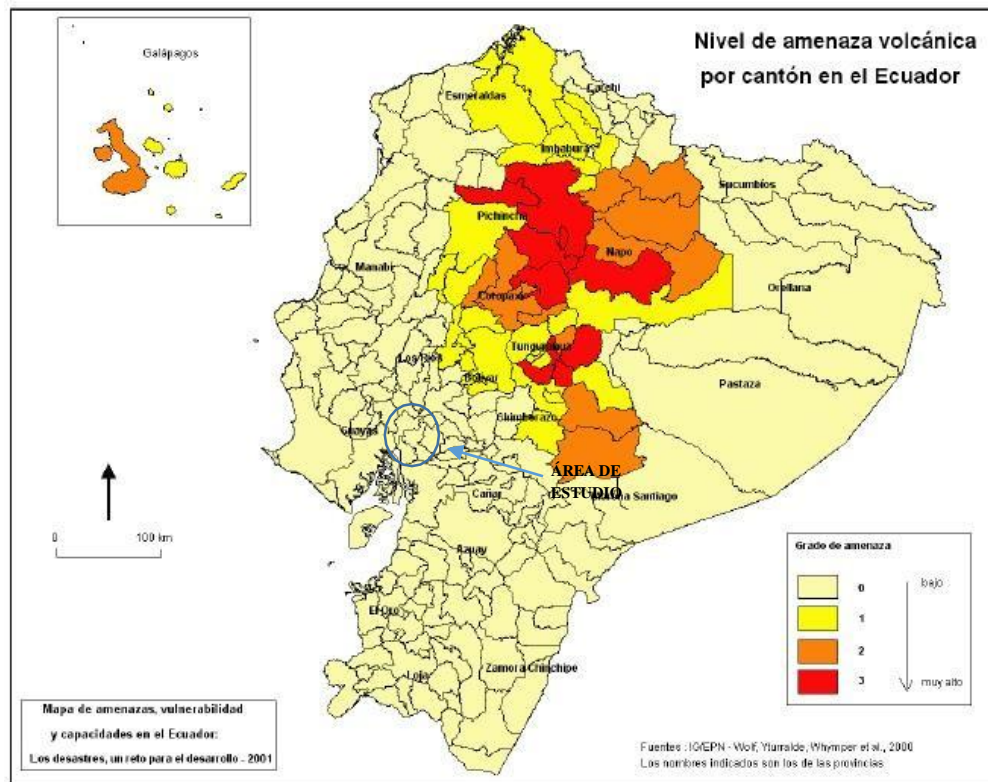 Nivel de amenaza volcánica
por cantón en el Ecuador
Galápagos
Esmeraldas
Carchi
Imbabura
Sucumbíos
Pichincha
Napo
Manabí
Orellana
Cotopaxi
Tungurahua
Los Ríos
Bolívar
Pastaza
Chimborazo
Guayas
ÁREA DE
ESTUDIO
Santiago
Cañar
Azuay
El Oro
Zamora Chinchipe
Loja
0 100 km
Grado de amenaza
0 bajo
1
2
3 muy alto
Mapa de amenazas, vulnerabilidad
y capacidades en el Ecuador:
Los desastres, un reto para el desarrollo - 2001
Fuentes : IG/EPN - Wolf, Yturralde, Whymper et al., 2000
Los nombres indicados son los de las provincias